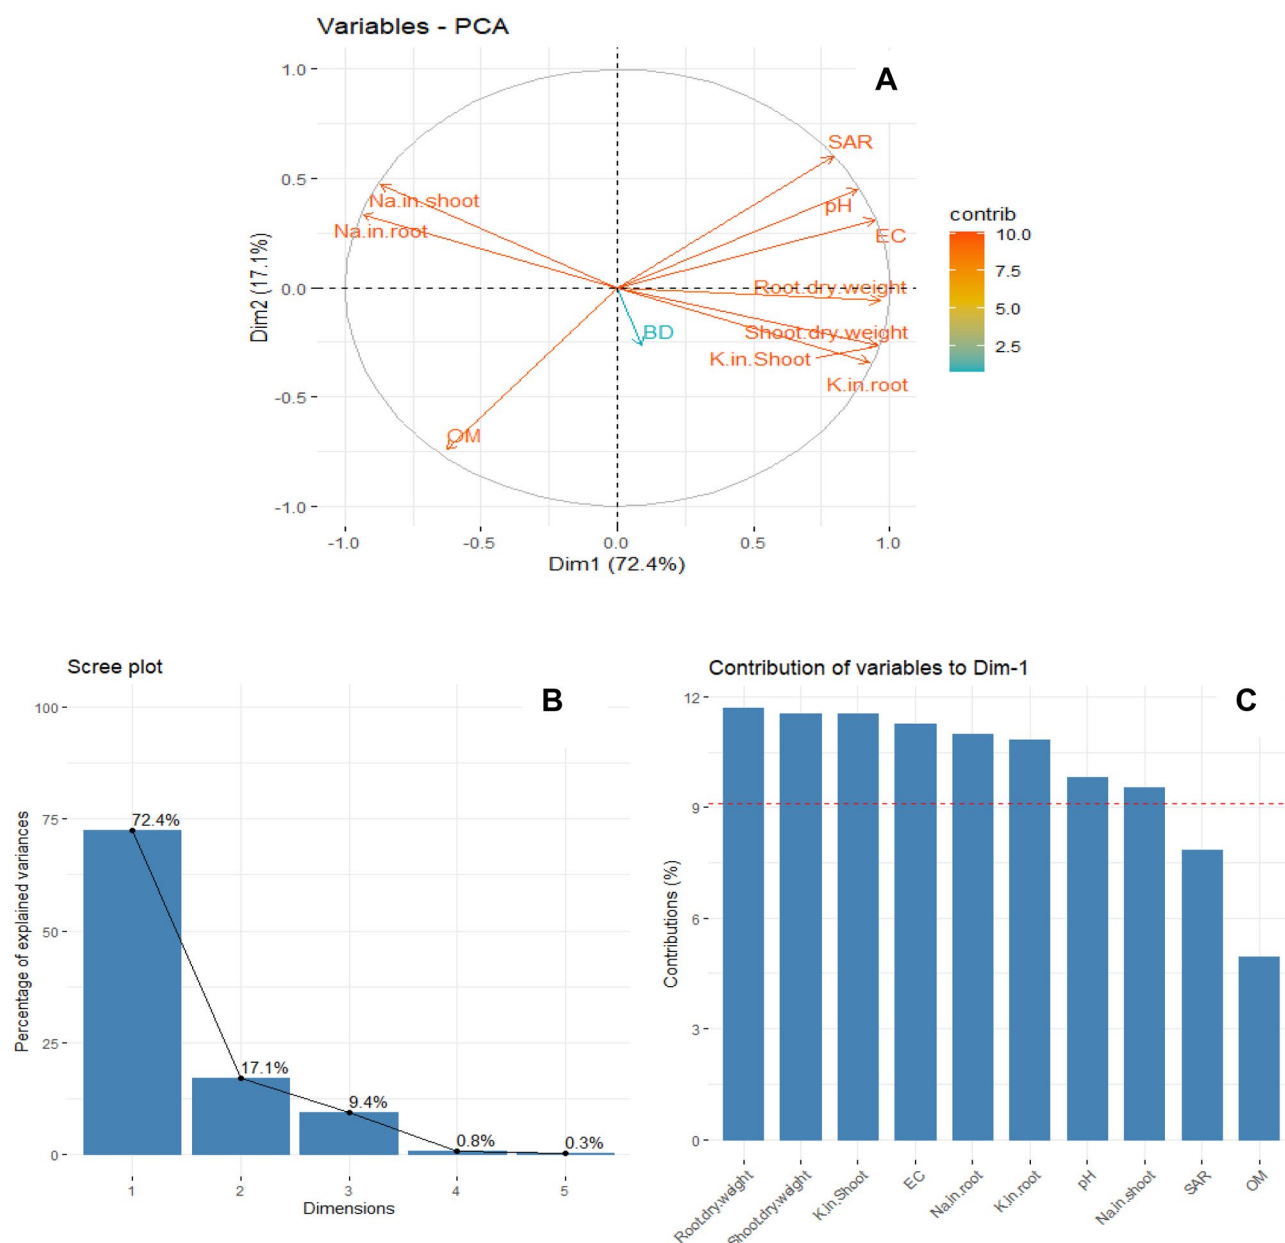 Variables - PCA
A
1.0
0.5
0.0
-0.5
-1.0
Dim2 (17.1%)
SAR
Na.in.shoot
pH
Na.in.root
EC
Root.dry.weight
BD
Shoot.dry.weight
K.in.Shoot
K.in.root
OM
-1.0
-0.5
0.0
0.5
1.0
Dim1 (72.4%)
contrib
10.0
7.5
5.0
2.5
Scree plot
B
100
75
50
25
0
Percentage of explained variances
72.4%
17.1%
9.4%
0.8%
0.3%
1
2
3
4
5
Dimensions
Contribution of variables to Dim-1
C
12
9
6
3
0
Contributions (%)
Root.dry.weight
Shoot.dry.weight
K.in.Shoot
EC
Na.in.root
K.in.root
pH
Na.in.shoot
SAR
OM